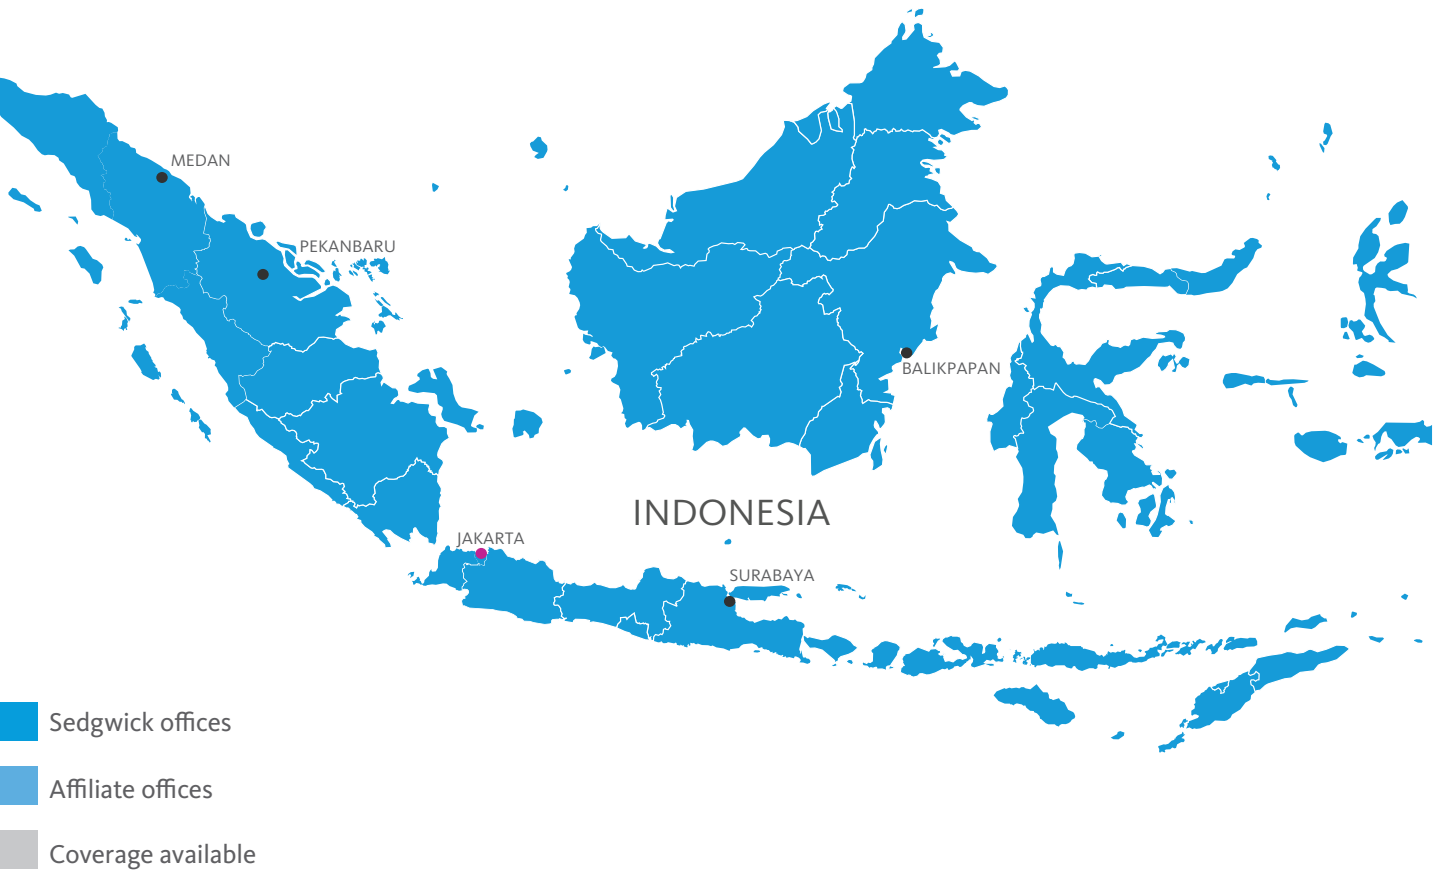 MEDAN
PEKANBARU
BALIKPAPAN
INDONESIA
JAKARTA
SURABAYA
Sedgwick offices
Affiliate offices
Coverage available